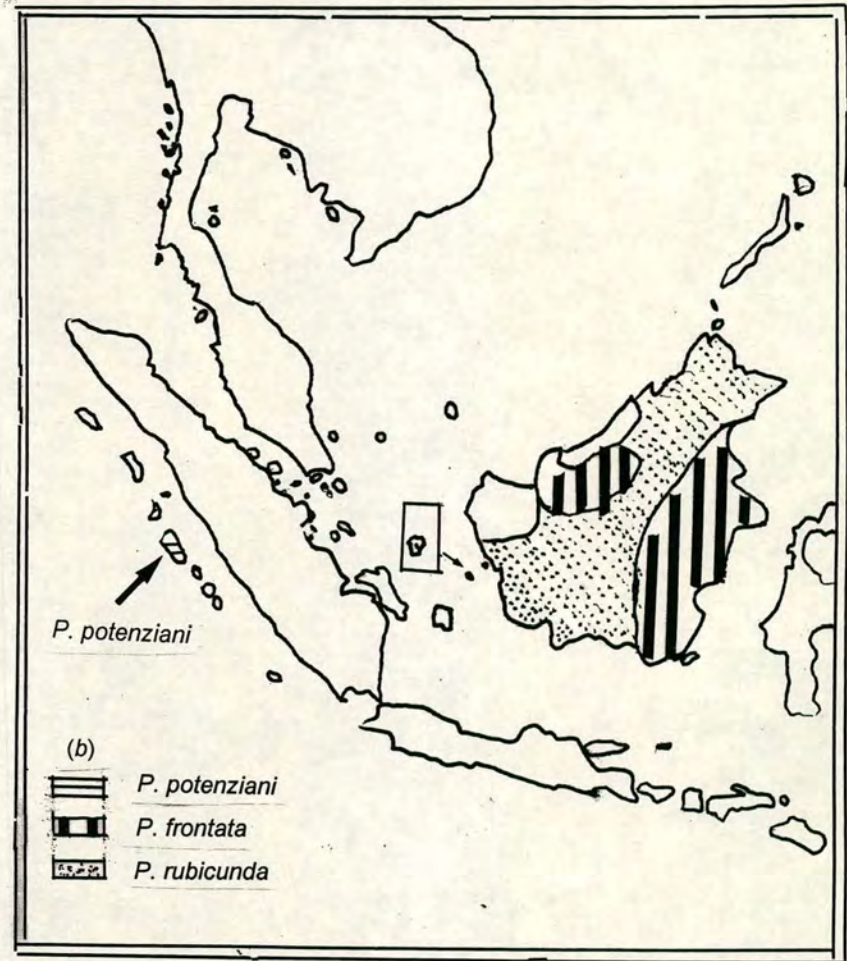 P. potenziani
(b)
P. potenziani
P. frontata
P. rubicunda